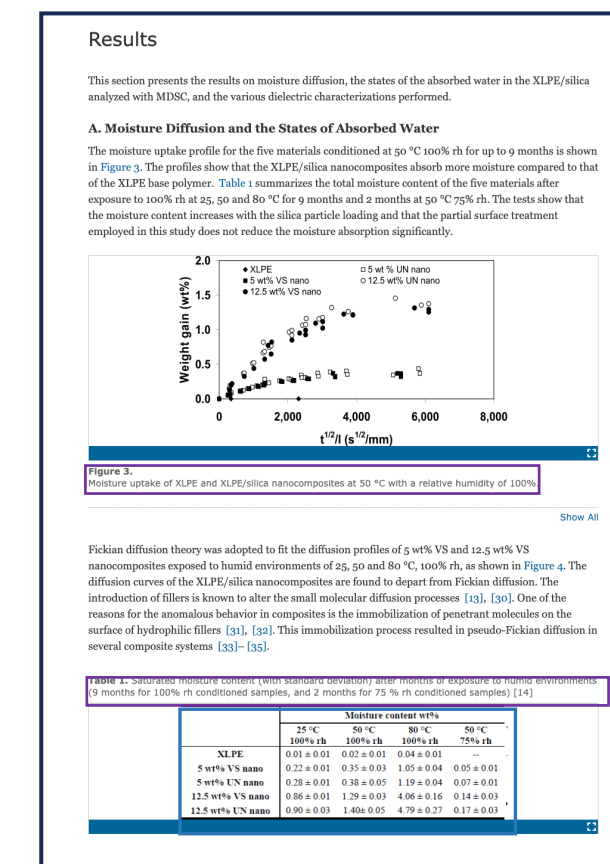 Results
This section presents the results on moisture diffusion, the states of the absorbed water in the XLPE/silica
analyzed with MDSC, and the various dielectric characterizations performed.
A. Moisture Diffusion and the States of Absorbed Water
The moisture uptake profile for the five materials conditioned at 50 °C 100% rh for up to 9 months is shown
in Figure 3. The profiles show that the XLPE/silica nanocomposites absorb more moisture compared to that
of the XLPE base polymer. Table 1 summarizes the total moisture content of the five materials after
exposure to 100% rh at 25, 50 and 80 °C for 9 months and 2 months at 50 °C 75% rh. The tests show that
the moisture content increases with the silica particle loading and that the partial surface treatment
employed in this study does not reduce the moisture absorption significantly.
2.0
1.5
1.0
0.5
0.0
Weight gain (wt%)
XLPE 5 wt % UN nano
5 wt% VS nano 12.5 wt% UN nano
12.5 wt% VS nano
0 2,000 4,000 6,000 8,000
t^1/2/l (s^1/2/mm)
Figure 3.
Moisture uptake of XLPE and XLPE/silica nanocomposites at 50 °C with a relative humidity of 100%.
Show All
Fickian diffusion theory was adopted to fit the diffusion profiles of 5 wt% VS and 12.5 wt% VS
nanocomposites exposed to humid environments of 25, 50 and 80 °C, 100% rh, as shown in Figure 4. The
diffusion curves of the XLPE/silica nanocomposites are found to depart from Fickian diffusion. The
introduction of fillers is known to alter the small molecular diffusion processes [13], [30]. One of the
reasons for the anomalous behavior in composites is the immobilization of penetrant molecules on the
surface of hydrophilic fillers [31], [32]. This immobilization process resulted in pseudo-Fickian diffusion in
several composite systems [33]– [35].
Table 1. Saturated moisture content (with standard deviation) after months of exposure to humid environments
(9 months for 100% rh conditioned samples, and 2 months for 75 % rh conditioned samples) [14]
Moisture content wt%
25 °C 50 °C 80 °C 50 °C
100% rh 100% rh 100% rh 75% rh
XLPE 0.01 ± 0.01 0.02 ± 0.01 0.04 ± 0.01 --
5 wt% VS nano 0.22 ± 0.01 0.35 ± 0.03 1.05 ± 0.04 0.05 ± 0.01
5 wt% UN nano 0.28 ± 0.01 0.38 ± 0.05 1.19 ± 0.04 0.07 ± 0.01
12.5 wt% VS nano 0.86 ± 0.01 1.29 ± 0.03 4.06 ± 0.16 0.14 ± 0.03
12.5 wt% UN nano 0.90 ± 0.03 1.40± 0.05 4.79 ± 0.27 0.17 ± 0.03